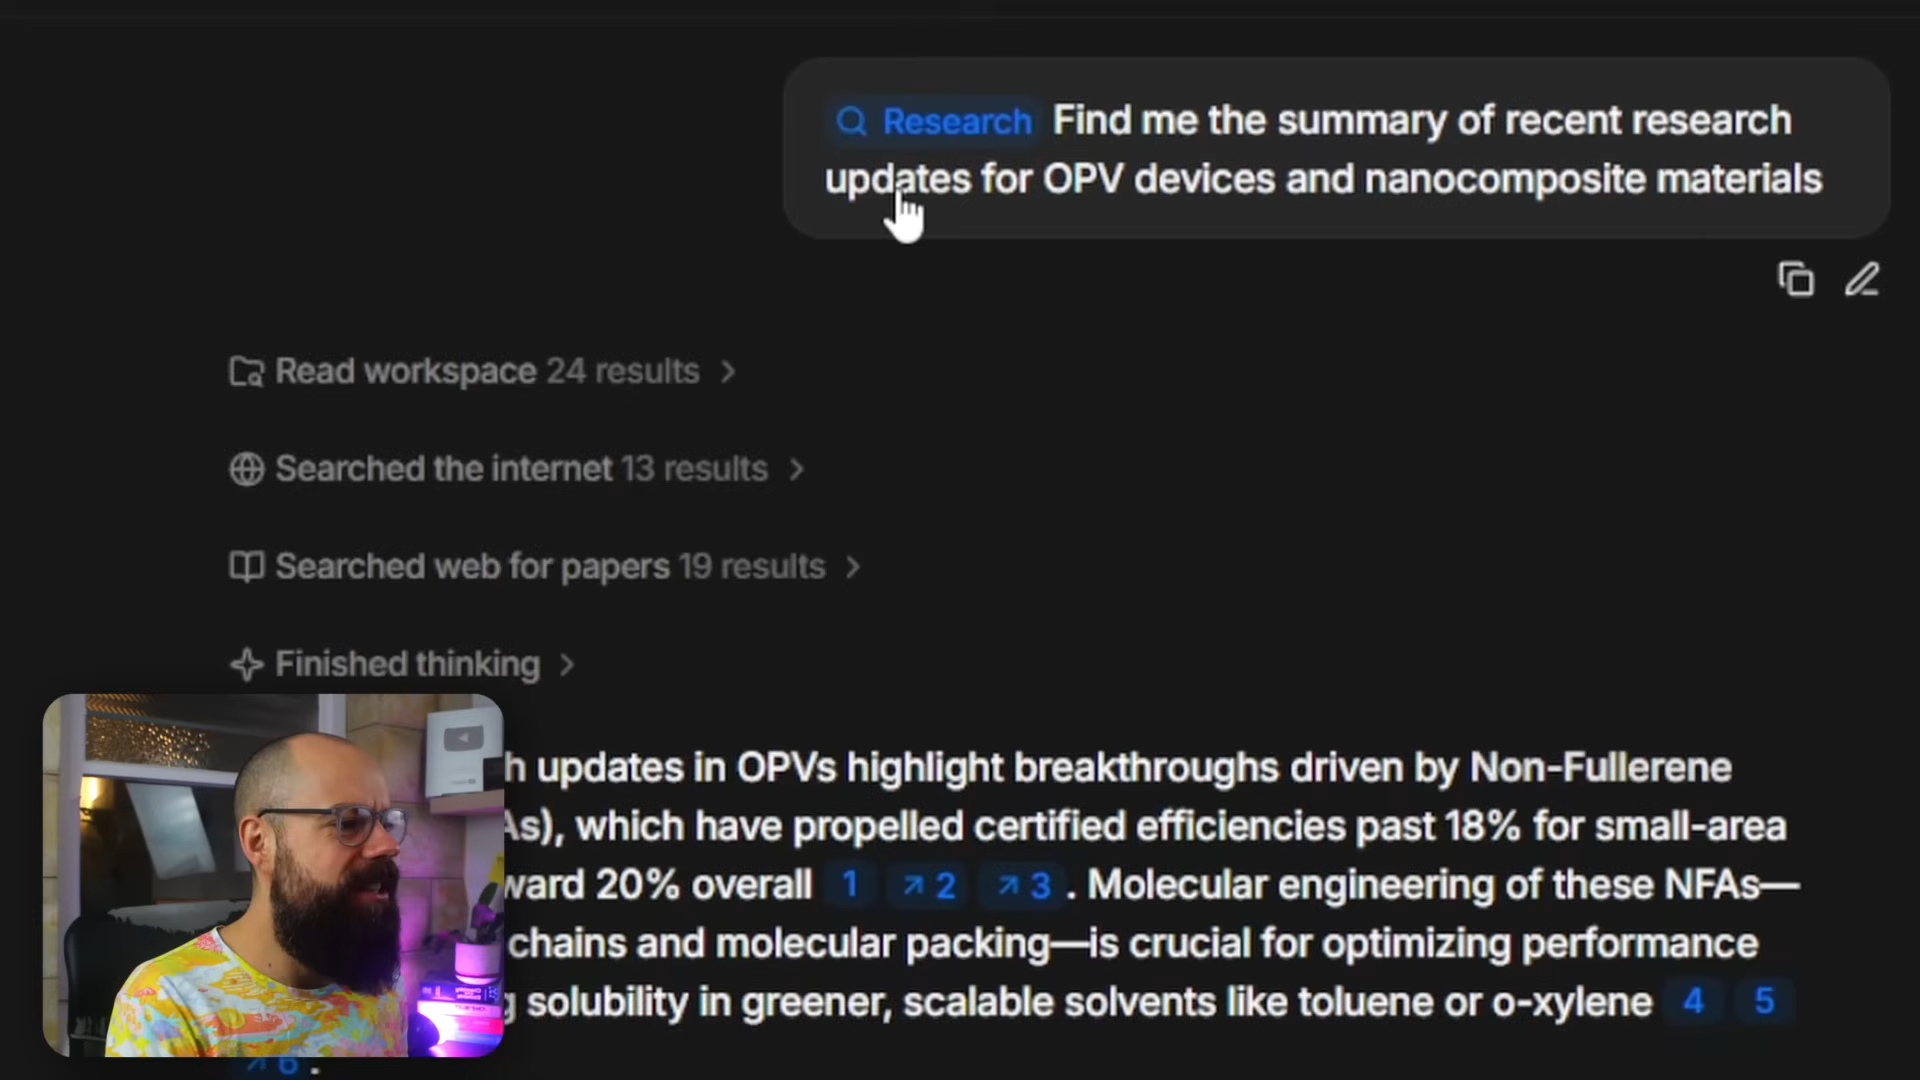 Research Find me the summary of recent research
updates for OPV devices and nanocomposite materials
Read workspace 24 results
Searched the internet 13 results
Searched web for papers 19 results
Finished thinking
h updates in OPVs highlight breakthroughs driven by Non-Fullerene
As), which have propelled certified efficiencies past 18% for small-area
ward 20% overall 1 2 3 . Molecular engineering of these NFAs—
chains and molecular packing—is crucial for optimizing performance
g solubility in greener, scalable solvents like toluene or o-xylene 4 5
6 .